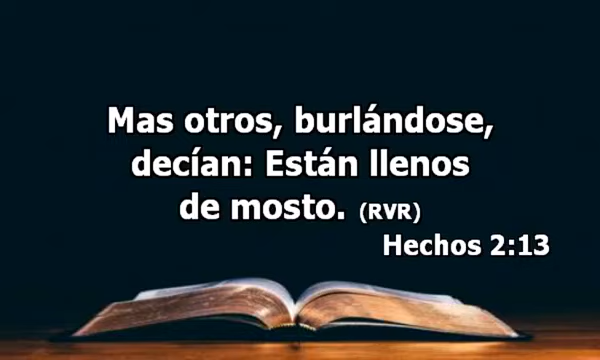 Mas otros, burlándose,
decían: Están llenos
de mosto. (RVR)
Hechos 2:13